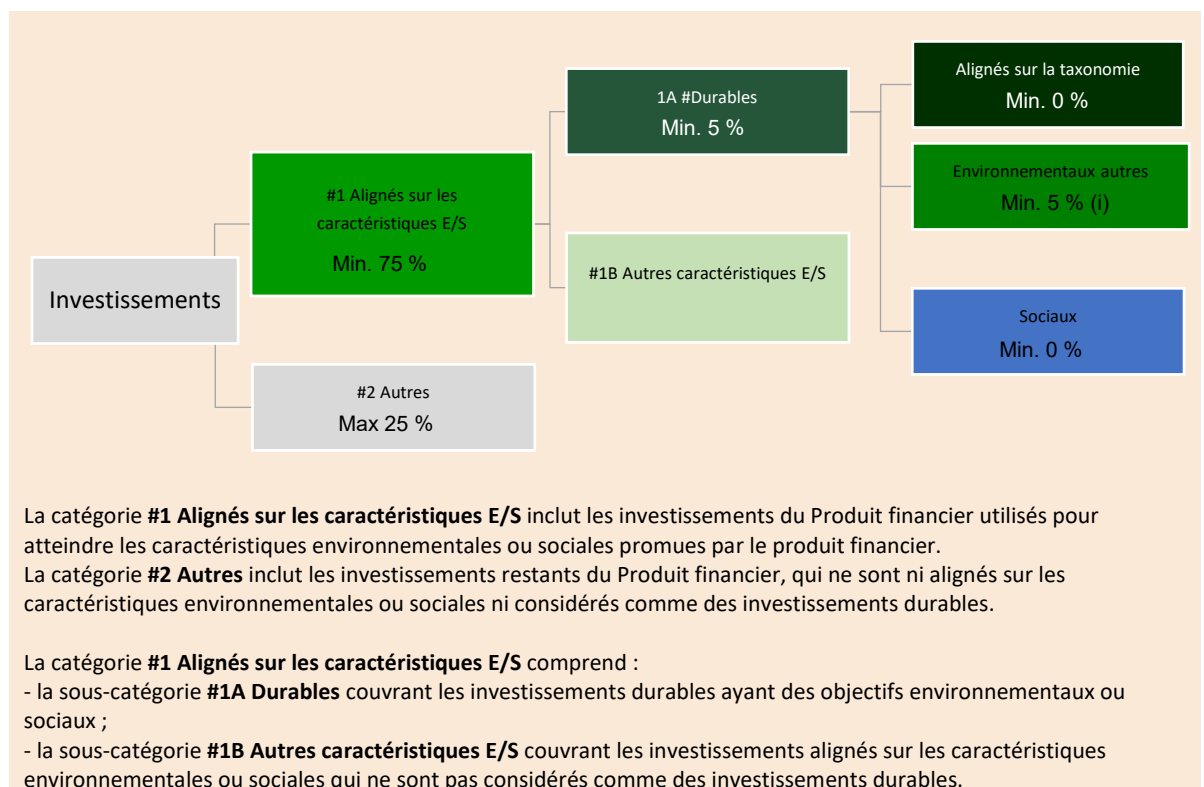 Investissements
#1 Alignés sur les
caractéristiques E/S
Min. 75 %
#2 Autres
Max 25 %
1A #Durables
Min. 5 %
#1B Autres caractéristiques E/S
Alignés sur la taxonomie
Min. 0 %
Environnementaux autres
Min. 5 % (i)
Sociaux
Min. 0 %
La catégorie #1 Alignés sur les caractéristiques E/S inclut les investissements du Produit financier utilisés pour
atteindre les caractéristiques environnementales ou sociales promues par le produit financier.
La catégorie #2 Autres inclut les investissements restants du Produit financier, qui ne sont ni alignés sur les
caractéristiques environnementales ou sociales ni considérés comme des investissements durables.
La catégorie #1 Alignés sur les caractéristiques E/S comprend :
- la sous-catégorie #1A Durables couvrant les investissements durables ayant des objectifs environnementaux ou
sociaux ;
- la sous-catégorie #1B Autres caractéristiques E/S couvrant les investissements alignés sur les caractéristiques
environnementales ou sociales qui ne sont pas considérés comme des investissements durables.